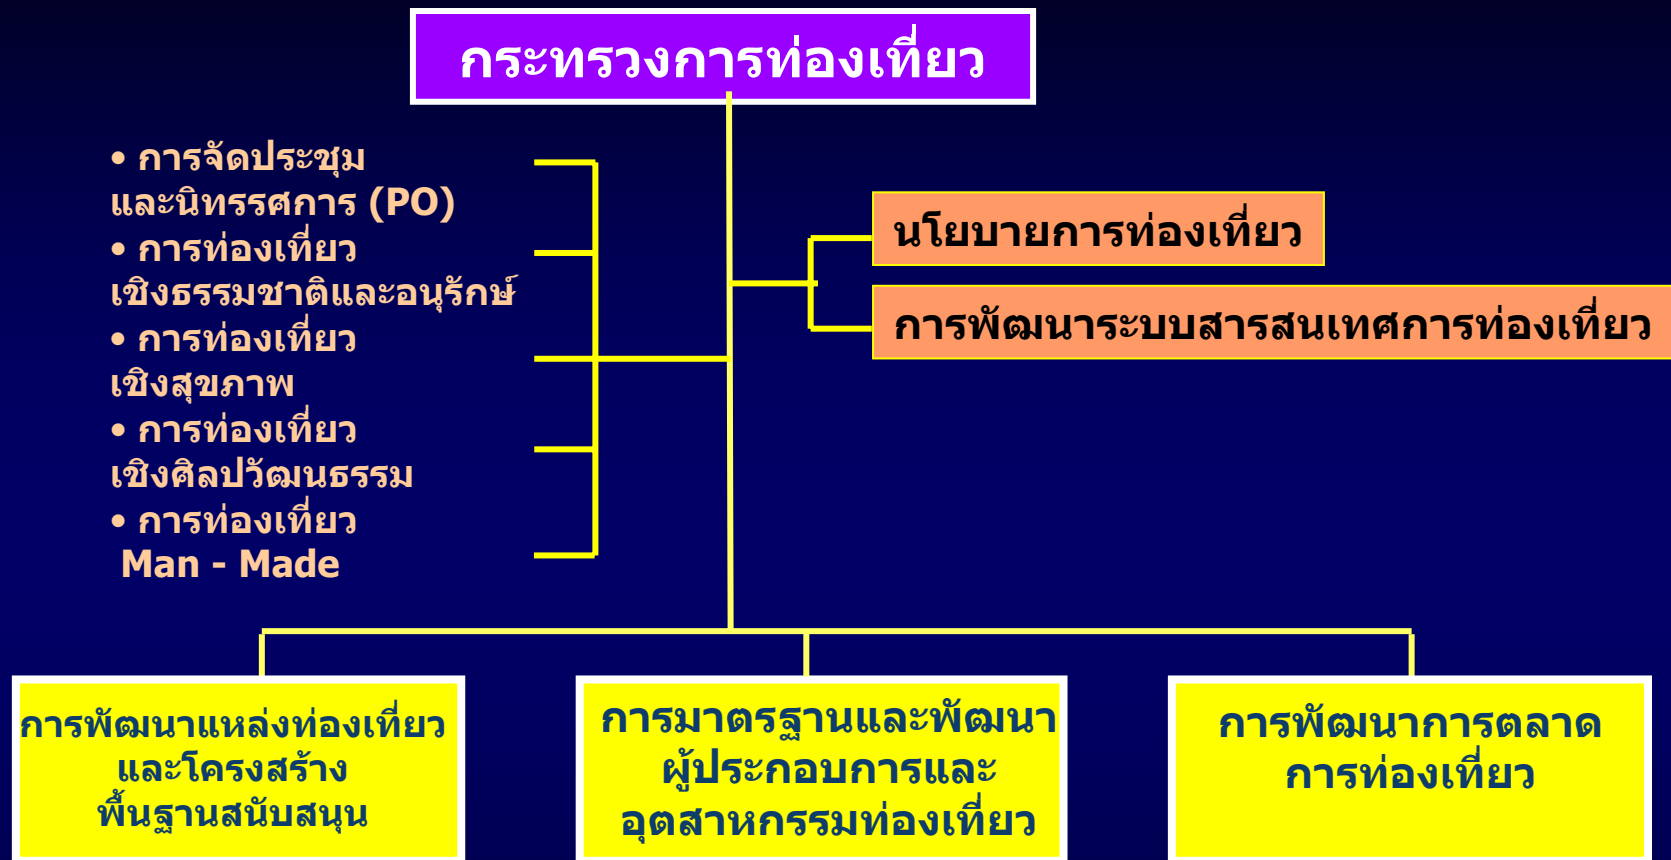 กระทรวงการท่องเที่ยว
• การจัดประชุม
และนิทรรศการ (PO)
• การท่องเที่ยว
เชิงธรรมชาติและอนุรักษ์
• การท่องเที่ยว
เชิงสุขภาพ
• การท่องเที่ยว
เชิงศิลปวัฒนธรรม
• การท่องเที่ยว
Man - Made
นโยบายการท่องเที่ยว
การพัฒนาระบบสารสนเทศการท่องเที่ยว
การพัฒนาแหล่งท่องเที่ยว
และโครงสร้าง
พื้นฐานสนับสนุน
การมาตรฐานและพัฒนา
ผู้ประกอบการและ
อุตสาหกรรมท่องเที่ยว
การพัฒนาการตลาด
การท่องเที่ยว